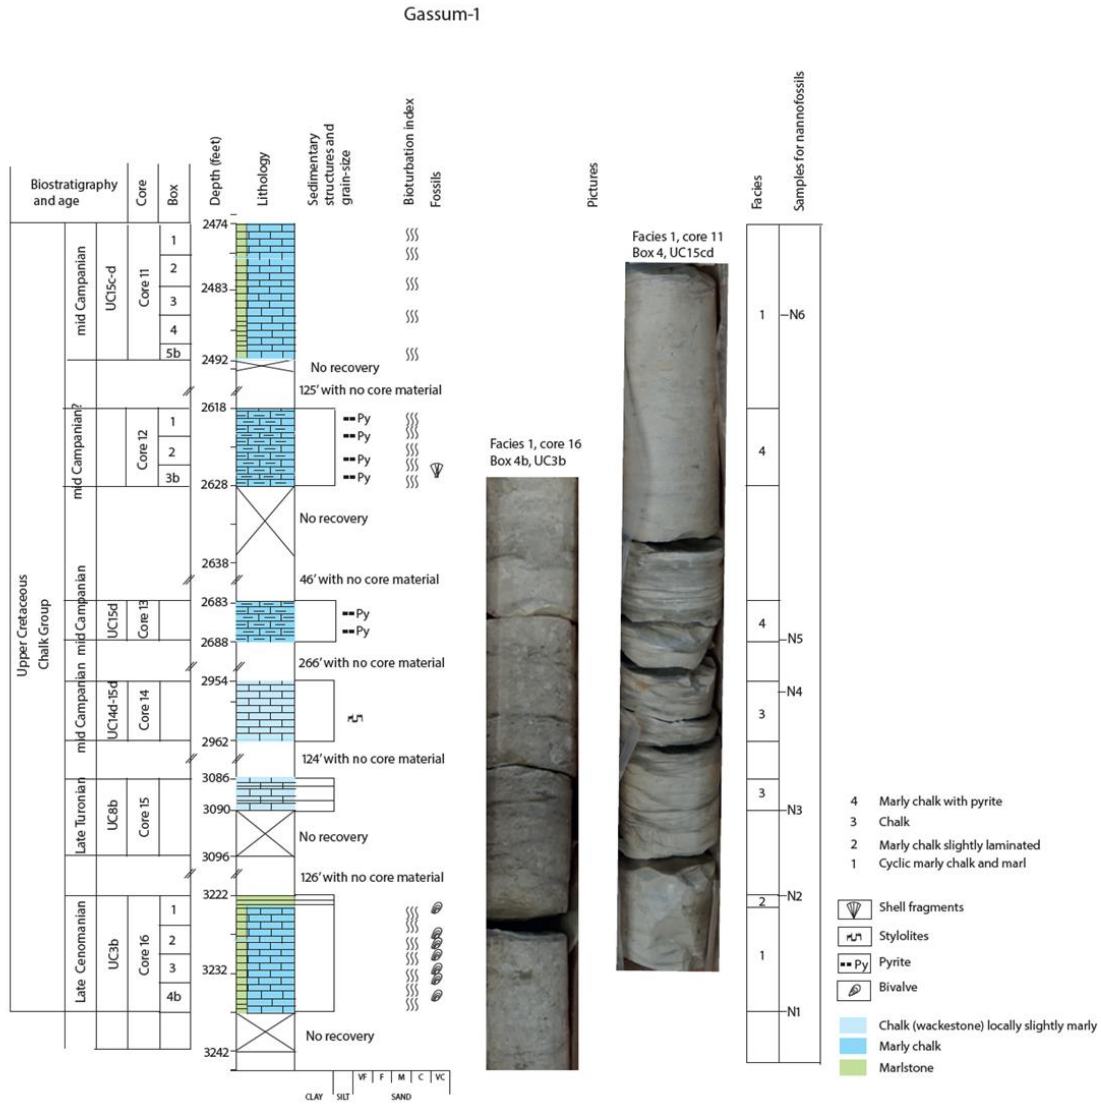 Gassum-1
Biostratigraphy
and age
Core
Box
Depth (feet)
Lithology
Sedimentary
structures and
grain-size
Bioturbation index
Fossils
Pictures
Facies
Samples for nannofossils
Upper Cretaceous
Chalk Group
mid Campanian
UC15c-d
Core 11
1
2
3
4
5b
2474
2483
2492
No recovery
125' with no core material
mid Campanian?
Core 12
1
2
3b
2618
2628
Py
Py
Py
Py
No recovery
2638
46' with no core material
mid Campanian
UC15d
Core 13
2683
2688
Py
Py
266' with no core material
mid Campanian
UC14d-15d
Core 14
2954
2962
124' with no core material
Late Turonian
UC8b
Core 15
3086
3090
No recovery
3096
126' with no core material
Late Cenomanian
UC3b
Core 16
1
2
3
4b
3222
3232
No recovery
3242
VF F M C VC
CLAY SILT SAND
Facies 1, core 16
Box 4b, UC3b
Facies 1, core 11
Box 4, UC15cd
1
N6
4
4
N5
N4
3
3
N3
N2
2
1
N1
4 Marly chalk with pyrite
3 Chalk
2 Marly chalk slightly laminated
1 Cyclic marly chalk and marl
Shell fragments
Stylolites
Py Pyrite
Bivalve
Chalk (wackestone) locally slightly marly
Marly chalk
Marlstone